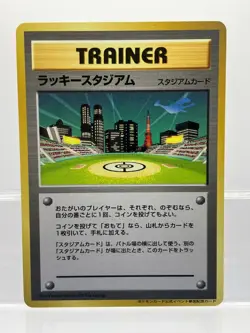 TRAINER
ラッキースタジアム
スタジアムカード
おたがいのプレイヤーは、それぞれ、のぞむなら、
自分の番ごとに1回、コインを投げてもよい。
コインを投げて「おもて」なら、山札からカードを
1枚引いて、手札に加える。
「スタジアムカード」は、バトル場の横に出して使う。別の
「スタジアムカード」が場に出たとき、このカードをトラッ
シュする。